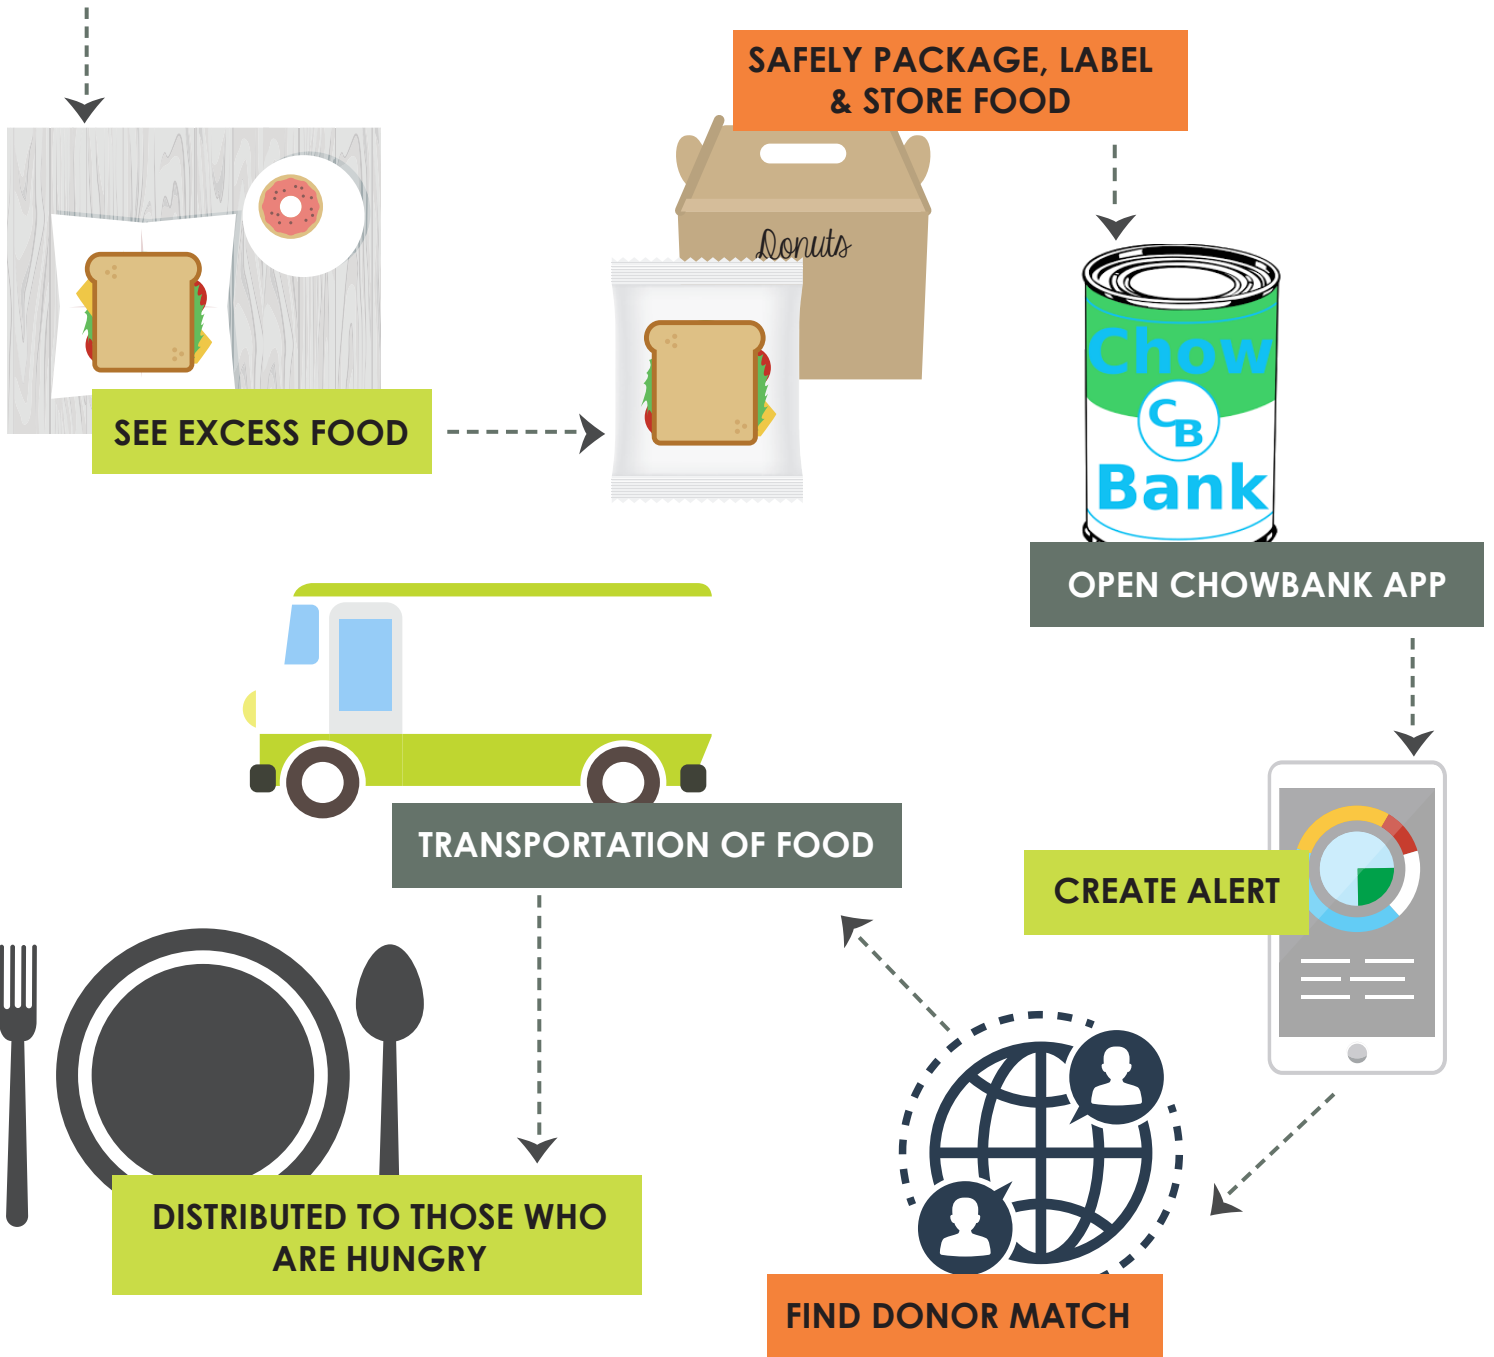 SAFELY PACKAGE, LABEL
& STORE FOOD
Donuts
SEE EXCESS FOOD
Chow
CB
Bank
OPEN CHOWBANK APP
TRANSPORTATION OF FOOD
CREATE ALERT
DISTRIBUTED TO THOSE WHO
ARE HUNGRY
FIND DONOR MATCH